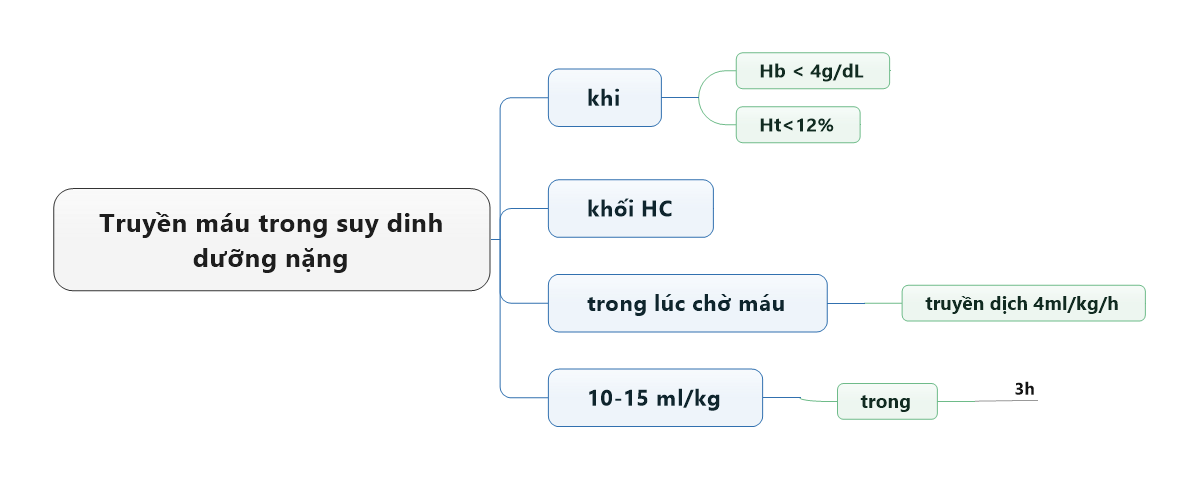 Truyền máu trong suy dinh
dưỡng nặng
khi
Hb < 4g/dL
Ht<12%
khối HC
trong lúc chờ máu
truyền dịch 4ml/kg/h
10-15 ml/kg
trong
3h